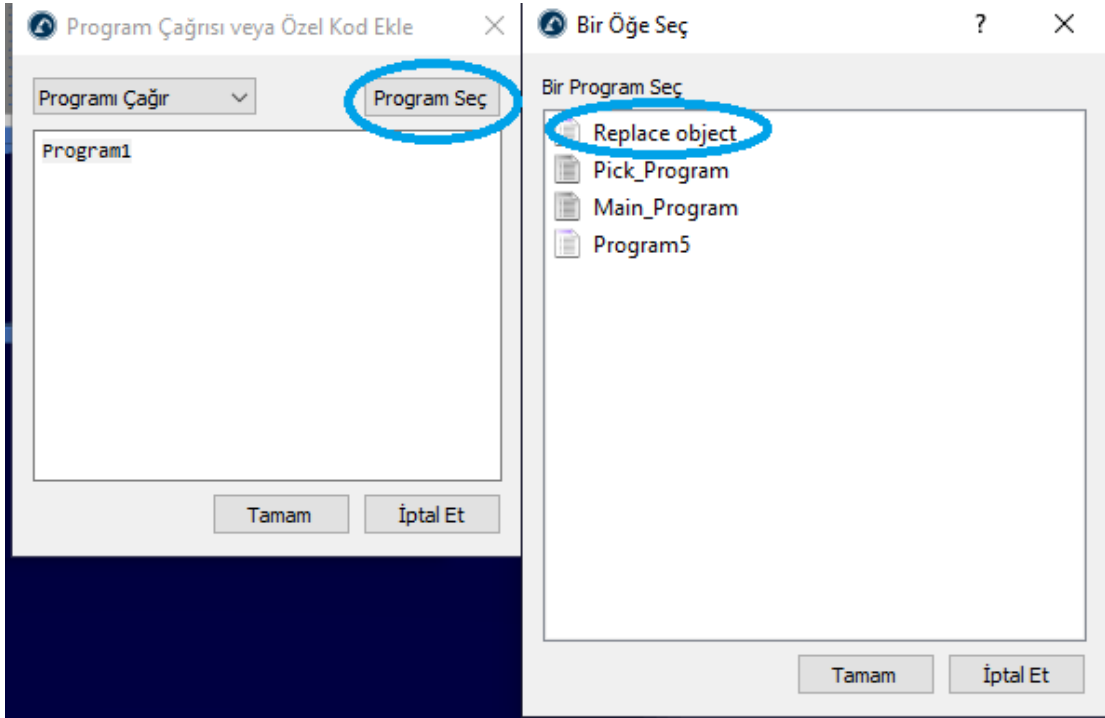 Program Çağrısı veya Özel Kod Ekle
Programı Çağır
Program Seç
Program1
Tamam
İptal Et
Bir Öğe Seç
?
Bir Program Seç
Replace object
Pick_Program
Main_Program
Program5
Tamam
İptal Et